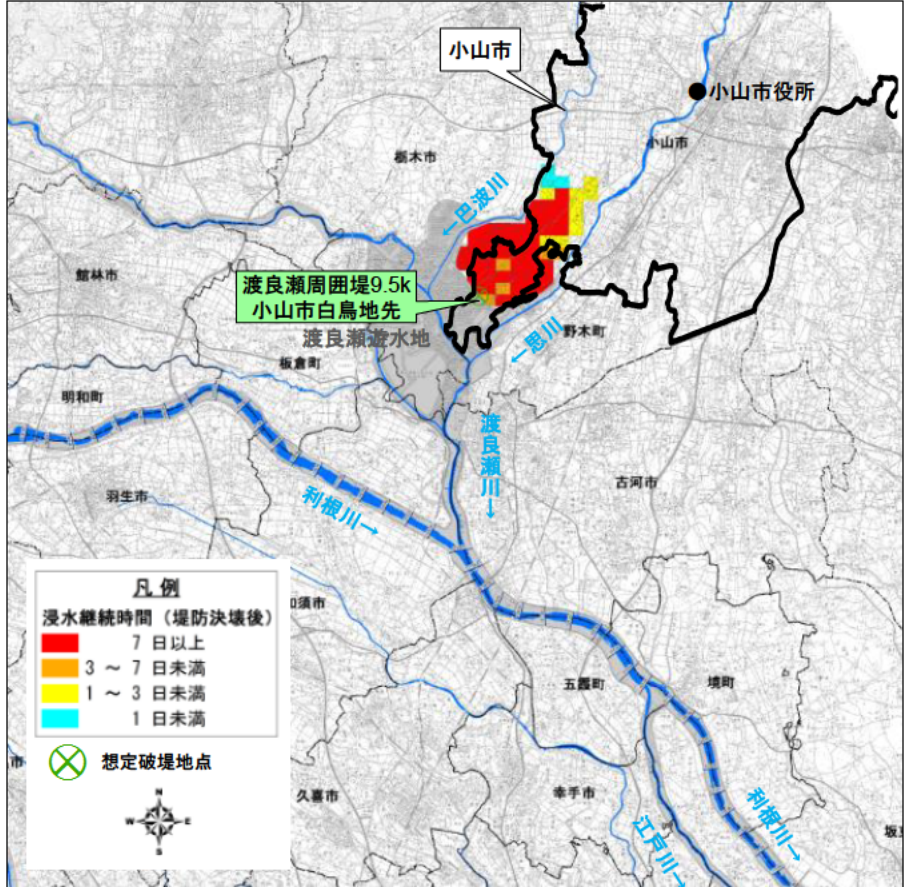 小山市
小山市役所
小山市
栃木市
←巴波川
館林市
渡良瀬周囲堤9.5k
小山市白鳥地先
渡良瀬遊水地
←思川
野木町
板倉町
明和町
渡良瀬川→
古河市
羽生市
利根川→
凡例
浸水継続時間（堤防決壊後）
7 日以上
3 ～ 7 日未満
1 ～ 3 日未満
1 日未満
想定破堤地点
N
W
E
S
市
加須市
五霞町
境町
久喜市
幸手市
江戸川→
利根川→
坂東